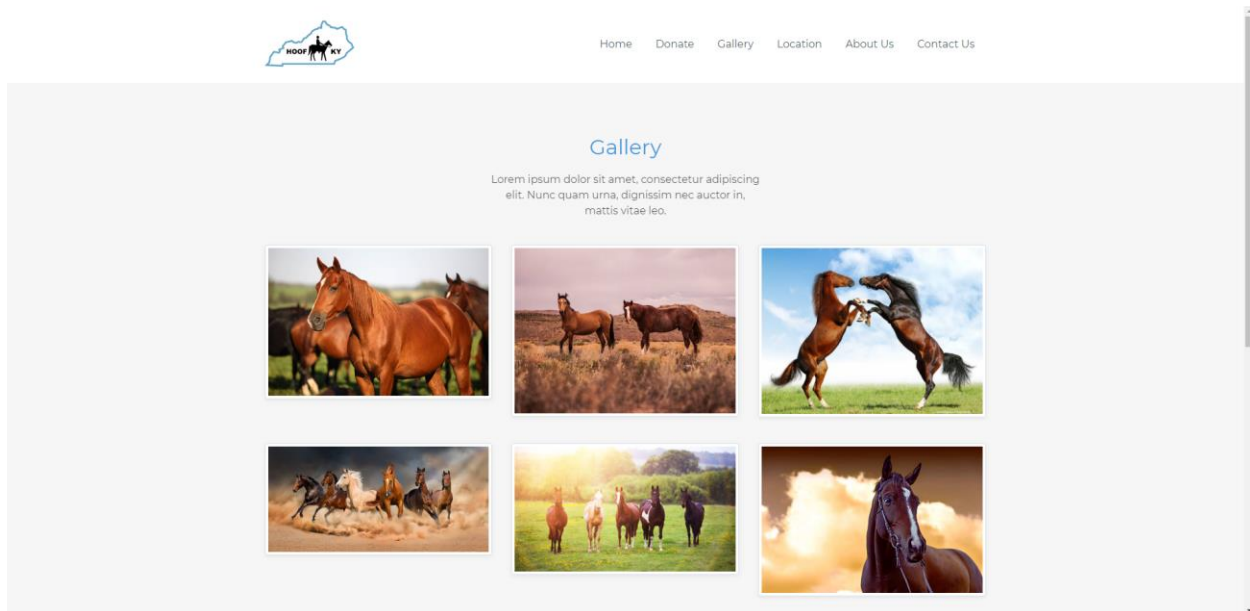 HOOF KY
Home Donate Gallery Location About Us Contact Us
Gallery
Lorem ipsum dolor sit amet, consectetur adipiscing
elit. Nunc quam urna, dignissim nec auctor in,
mattis vitae leo.